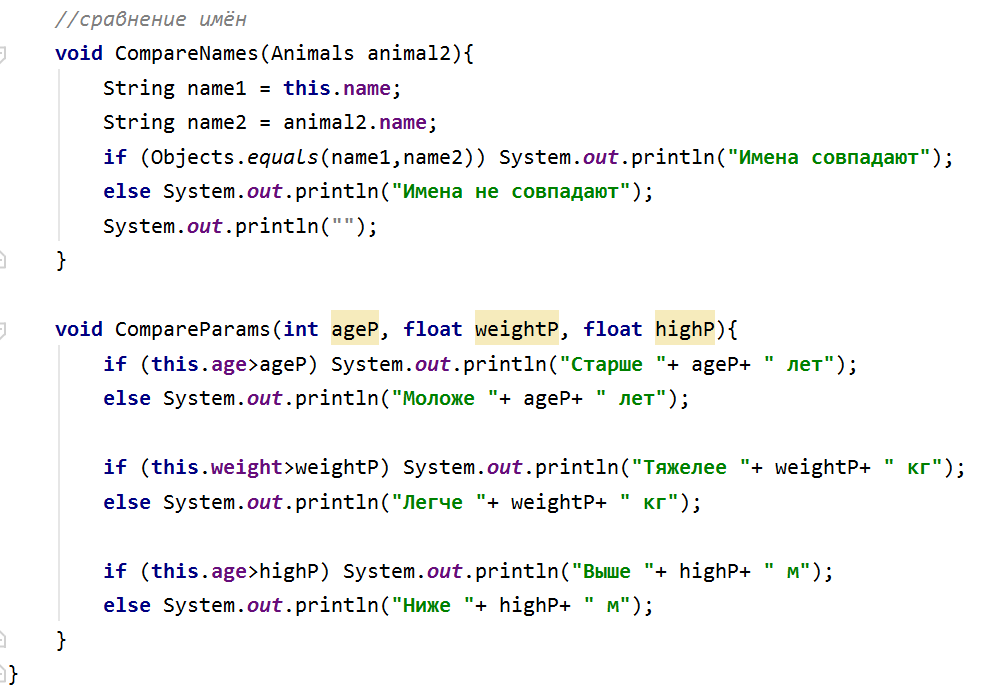 //сравнение имён
void CompareNames(Animals animal2){
String name1 = this.name;
String name2 = animal2.name;
if (Objects.equals(name1,name2)) System.out.println("Имена совпадают");
else System.out.println("Имена не совпадают");
System.out.println("");
}
void CompareParams(int ageP, float weightP, float highP){
if (this.age>ageP) System.out.println("Старше "+ ageP+ " лет");
else System.out.println("Моложе "+ ageP+ " лет");
if (this.weight>weightP) System.out.println("Тяжелее "+ weightP+ " кг");
else System.out.println("Легче "+ weightP+ " кг");
if (this.age>highP) System.out.println("Выше "+ highP+ " м");
else System.out.println("Ниже "+ highP+ " м");
}
}